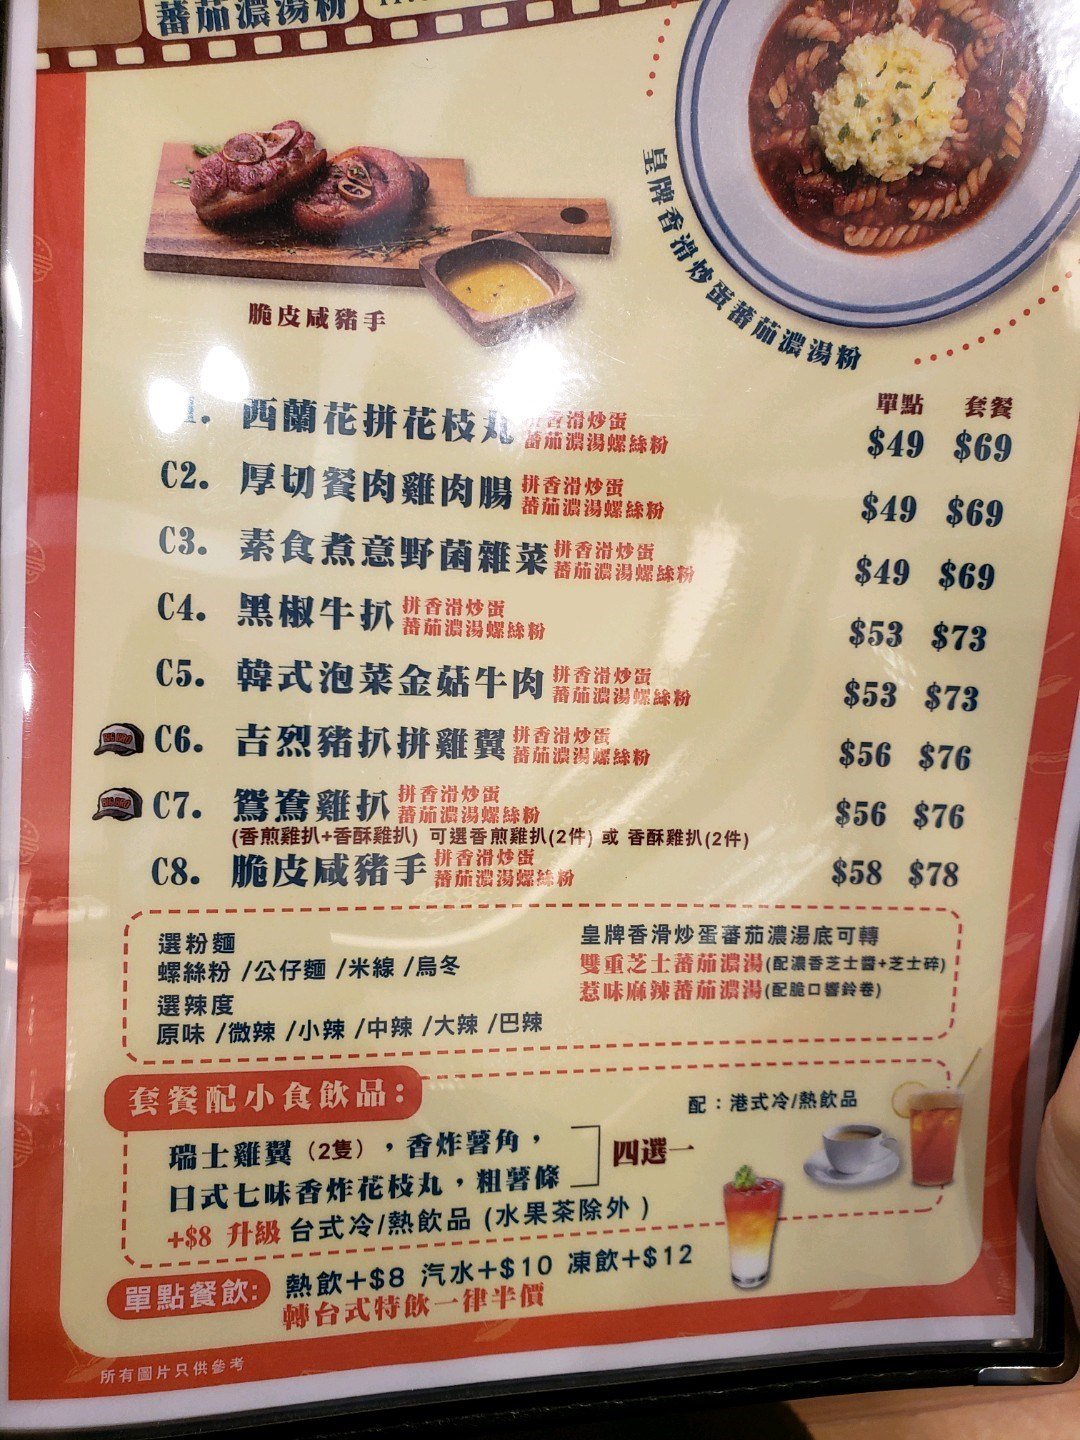 蕃茄濃湯粉
脆皮咸豬手
皇牌香滑炒蛋蕃茄濃湯粉
單點 套餐
西蘭花拼花枝丸 拼香滑炒蛋
蕃茄濃湯螺絲粉 $49 $69
C2. 厚切餐肉雞肉腸 拼香滑炒蛋
蕃茄濃湯螺絲粉 $49 $69
C3. 素食煮意野菌雜菜 拼香滑炒蛋
蕃茄濃湯螺絲粉 $49 $69
C4. 黑椒牛扒 拼香滑炒蛋
蕃茄濃湯螺絲粉 $53 $73
C5. 韓式泡菜金菇牛肉 拼香滑炒蛋
蕃茄濃湯螺絲粉 $53 $73
C6. 吉烈豬扒拼雞翼 拼香滑炒蛋
蕃茄濃湯螺絲粉 $56 $76
C7. 鴛鴦雞扒 拼香滑炒蛋
蕃茄濃湯螺絲粉 $56 $76
(香煎雞扒+香酥雞扒) 可選香煎雞扒(2件) 或 香酥雞扒(2件)
C8. 脆皮咸豬手 拼香滑炒蛋
蕃茄濃湯螺絲粉 $58 $78
選粉麵
螺絲粉 /公仔麵 /米線 /烏冬
選辣度
原味 /微辣 /小辣 /中辣 /大辣 /巴辣
皇牌香滑炒蛋蕃茄濃湯底可轉
雙重芝士蕃茄濃湯(配濃香芝士醬+芝士碎)
惹味麻辣蕃茄濃湯(配脆口響鈴卷)
套餐配小食飲品:
配：港式冷/熱飲品
瑞士雞翼（2隻），香炸薯角，
日式七味香炸花枝丸，粗薯條
四選一
+$8 升級 台式冷/熱飲品 (水果茶除外 )
單點餐飲: 熱飲+$8 汽水+$10 凍飲+$12
轉台式特飲一律半價
所有圖片只供參考